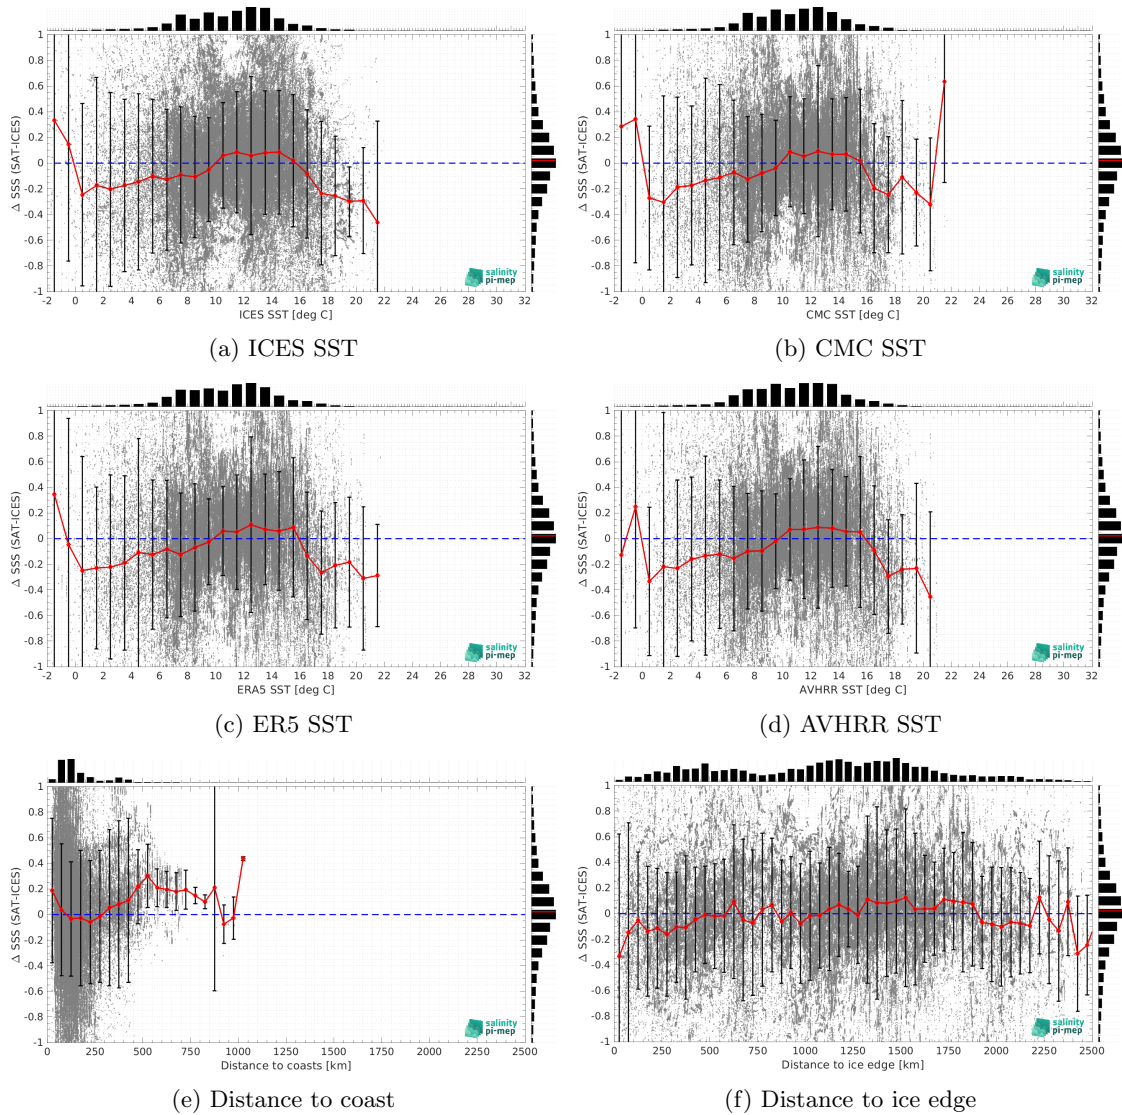 1
0.8
0.6
0.4
0.2
0
-0.2
-0.4
-0.6
-0.8
-1
Δ SSS (SAT-ICES)
-2 0 2 4 6 8 10 12 14 16 18 20 22 24 26 28 30 32
ICES SST [deg C]
salinity
pi-mep
(a) ICES SST
1
0.8
0.6
0.4
0.2
0
-0.2
-0.4
-0.6
-0.8
-1
Δ SSS (SAT-ICES)
-2 0 2 4 6 8 10 12 14 16 18 20 22 24 26 28 30 32
CMC SST [deg C]
salinity
pi-mep
(b) CMC SST
1
0.8
0.6
0.4
0.2
0
-0.2
-0.4
-0.6
-0.8
-1
Δ SSS (SAT-ICES)
-2 0 2 4 6 8 10 12 14 16 18 20 22 24 26 28 30 32
ERA5 SST [deg C]
salinity
pi-mep
(c) ER5 SST
1
0.8
0.6
0.4
0.2
0
-0.2
-0.4
-0.6
-0.8
-1
Δ SSS (SAT-ICES)
-2 0 2 4 6 8 10 12 14 16 18 20 22 24 26 28 30 32
AVHRR SST [deg C]
salinity
pi-mep
(d) AVHRR SST
1
0.8
0.6
0.4
0.2
0
-0.2
-0.4
-0.6
-0.8
-1
Δ SSS (SAT-ICES)
0 250 500 750 1000 1250 1500 1750 2000 2250 2500
Distance to coasts [km]
salinity
pi-mep
(e) Distance to coast
1
0.8
0.6
0.4
0.2
0
-0.2
-0.4
-0.6
-0.8
-1
Δ SSS (SAT-ICES)
0 250 500 750 1000 1250 1500 1750 2000 2250 2500
Distance to ice edge [km]
salinity
pi-mep
(f) Distance to ice edge